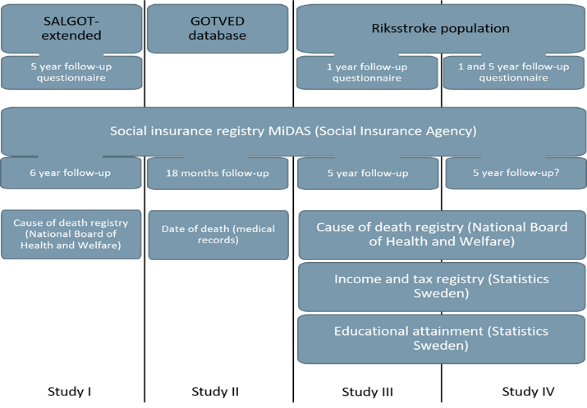 SALGOT-
extended
GOTVED
database
Riksstroke population
5 year follow-up
questionnaire
1 year follow-up
questionnaire
1 and 5 year follow-up
questionnaire
Social insurance registry MiDAS (Social Insurance Agency)
6 year follow-up
18 months follow-up
5 year follow-up
5 year follow-up?
Cause of death registry
(National Board of
Health and Welfare)
Date of death (medical
records)
Cause of death registry (National Board
of Health and Welfare)
Income and tax registry (Statistics
Sweden)
Educational attainment (Statistics
Sweden)
Study I
Study II
Study III
Study IV